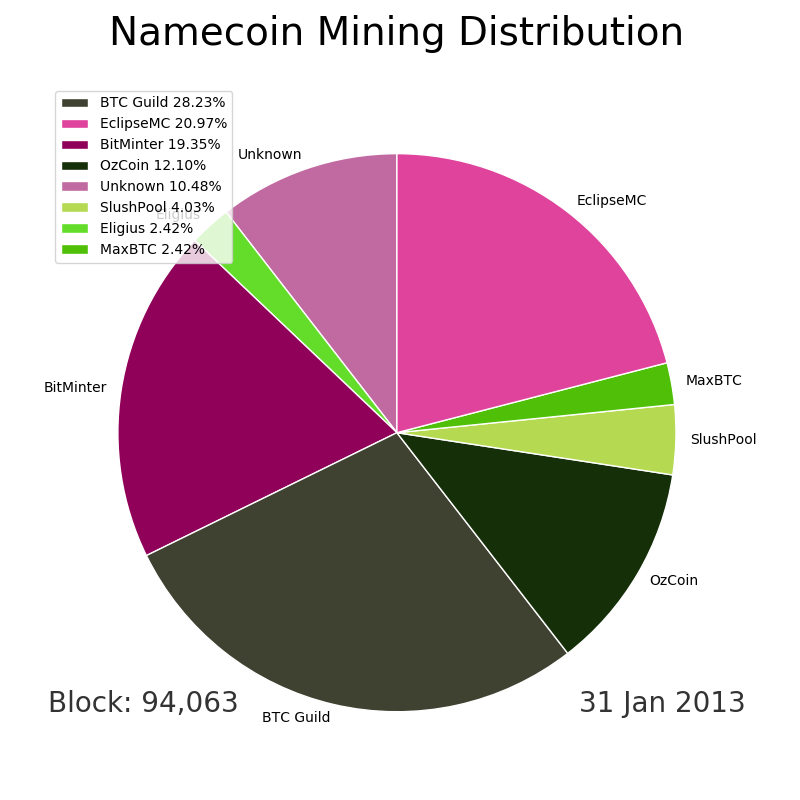 Namecoin Mining Distribution
BTC Guild 28.23%
EclipseMC 20.97%
BitMinter 19.35%
OzCoin 12.10%
Unknown 10.48%
SlushPool 4.03%
Eligius 2.42%
MaxBTC 2.42%
Unknown
EclipseMC
Eligius
MaxBTC
BitMinter
SlushPool
OzCoin
BTC Guild
Block: 94,063
31 Jan 2013